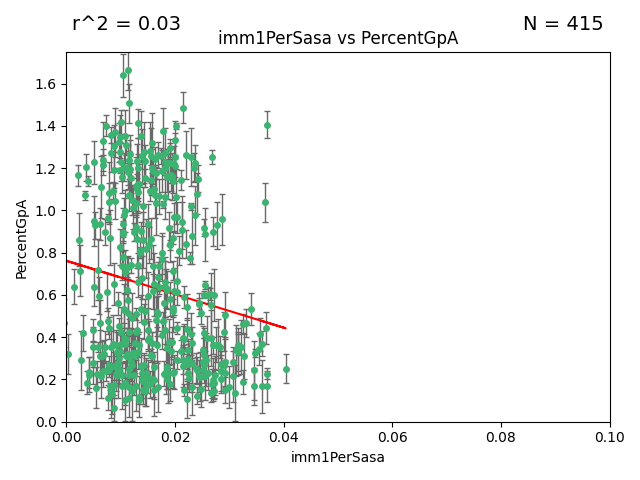 r^2 = 0.03
N = 415
imm1PerSasa vs PercentGpA
PercentGpA
1.6
1.4
1.2
1.0
0.8
0.6
0.4
0.2
0.0
0.00 0.02 0.04 0.06 0.08 0.10
imm1PerSasa